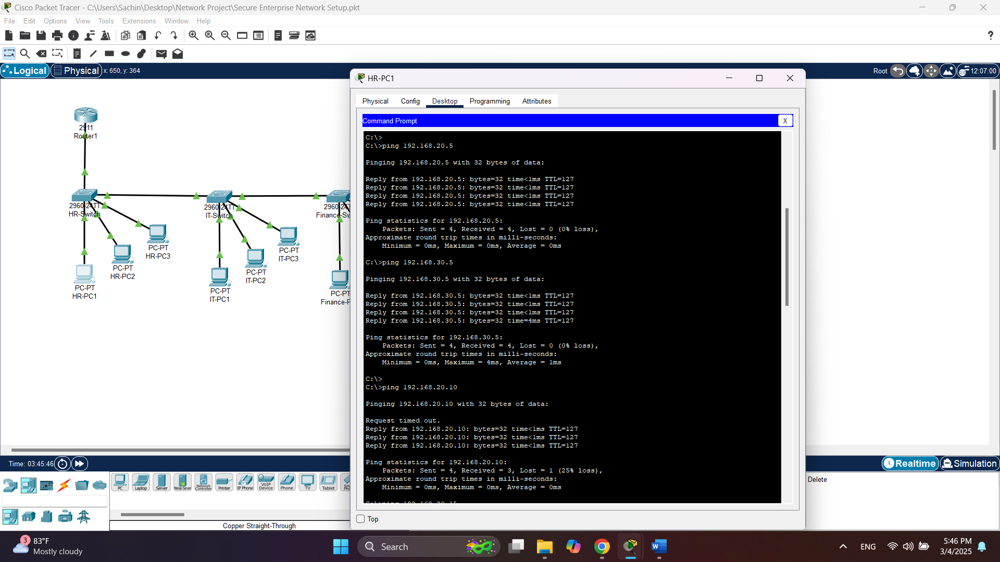 Cisco Packet Tracer - C:\Users\Sachin\Desktop\Network Project\Secure Enterprise Network Setup.pkt
File Edit Options View Tools Extensions Window Help
?
Logical Physical x: 650, y: 364
Root 12:07:00
2911
Router1
2960-24TT
HR-Switch
2960-24TT
IT-Switch
2960-24T
Finance-Sw
PC-PT
HR-PC3
PC-PT
HR-PC2
PC-PT
HR-PC1
PC-PT
IT-PC3
PC-PT
IT-PC2
PC-PT
IT-PC1
PC-PT
Finance-P
HR-PC1
Physical Config Desktop Programming Attributes
Command Prompt X
C:\>
C:\>ping 192.168.20.5
Pinging 192.168.20.5 with 32 bytes of data:
Reply from 192.168.20.5: bytes=32 time<1ms TTL=127
Reply from 192.168.20.5: bytes=32 time<1ms TTL=127
Reply from 192.168.20.5: bytes=32 time<1ms TTL=127
Reply from 192.168.20.5: bytes=32 time<1ms TTL=127
Ping statistics for 192.168.20.5:
Packets: Sent = 4, Received = 4, Lost = 0 (0% loss),
Approximate round trip times in milli-seconds:
Minimum = 0ms, Maximum = 0ms, Average = 0ms
C:\>ping 192.168.30.5
Pinging 192.168.30.5 with 32 bytes of data:
Reply from 192.168.30.5: bytes=32 time<1ms TTL=127
Reply from 192.168.30.5: bytes=32 time<1ms TTL=127
Reply from 192.168.30.5: bytes=32 time<1ms TTL=127
Reply from 192.168.30.5: bytes=32 time=4ms TTL=127
Ping statistics for 192.168.30.5:
Packets: Sent = 4, Received = 4, Lost = 0 (0% loss),
Approximate round trip times in milli-seconds:
Minimum = 0ms, Maximum = 4ms, Average = 1ms
C:\>
C:\>ping 192.168.20.10
Pinging 192.168.20.10 with 32 bytes of data:
Request timed out.
Reply from 192.168.20.10: bytes=32 time<1ms TTL=127
Reply from 192.168.20.10: bytes=32 time<1ms TTL=127
Reply from 192.168.20.10: bytes=32 time<1ms TTL=127
Ping statistics for 192.168.20.10:
Packets: Sent = 4, Received = 3, Lost = 1 (25% loss),
Approximate round trip times in milli-seconds:
Minimum = 0ms, Maximum = 0ms, Average = 0ms
C:\>ping 192.168.20.15
Top
Time: 03:45:46
Realtime Simulation
PC Laptop Server Meraki Server Network Controller Printer IP Phone VoIP Device Phone TV Tablet
Copper Straight-Through
Delete
3
83°F
Mostly cloudy
Search
W
ENG
5:46 PM
3/4/2025